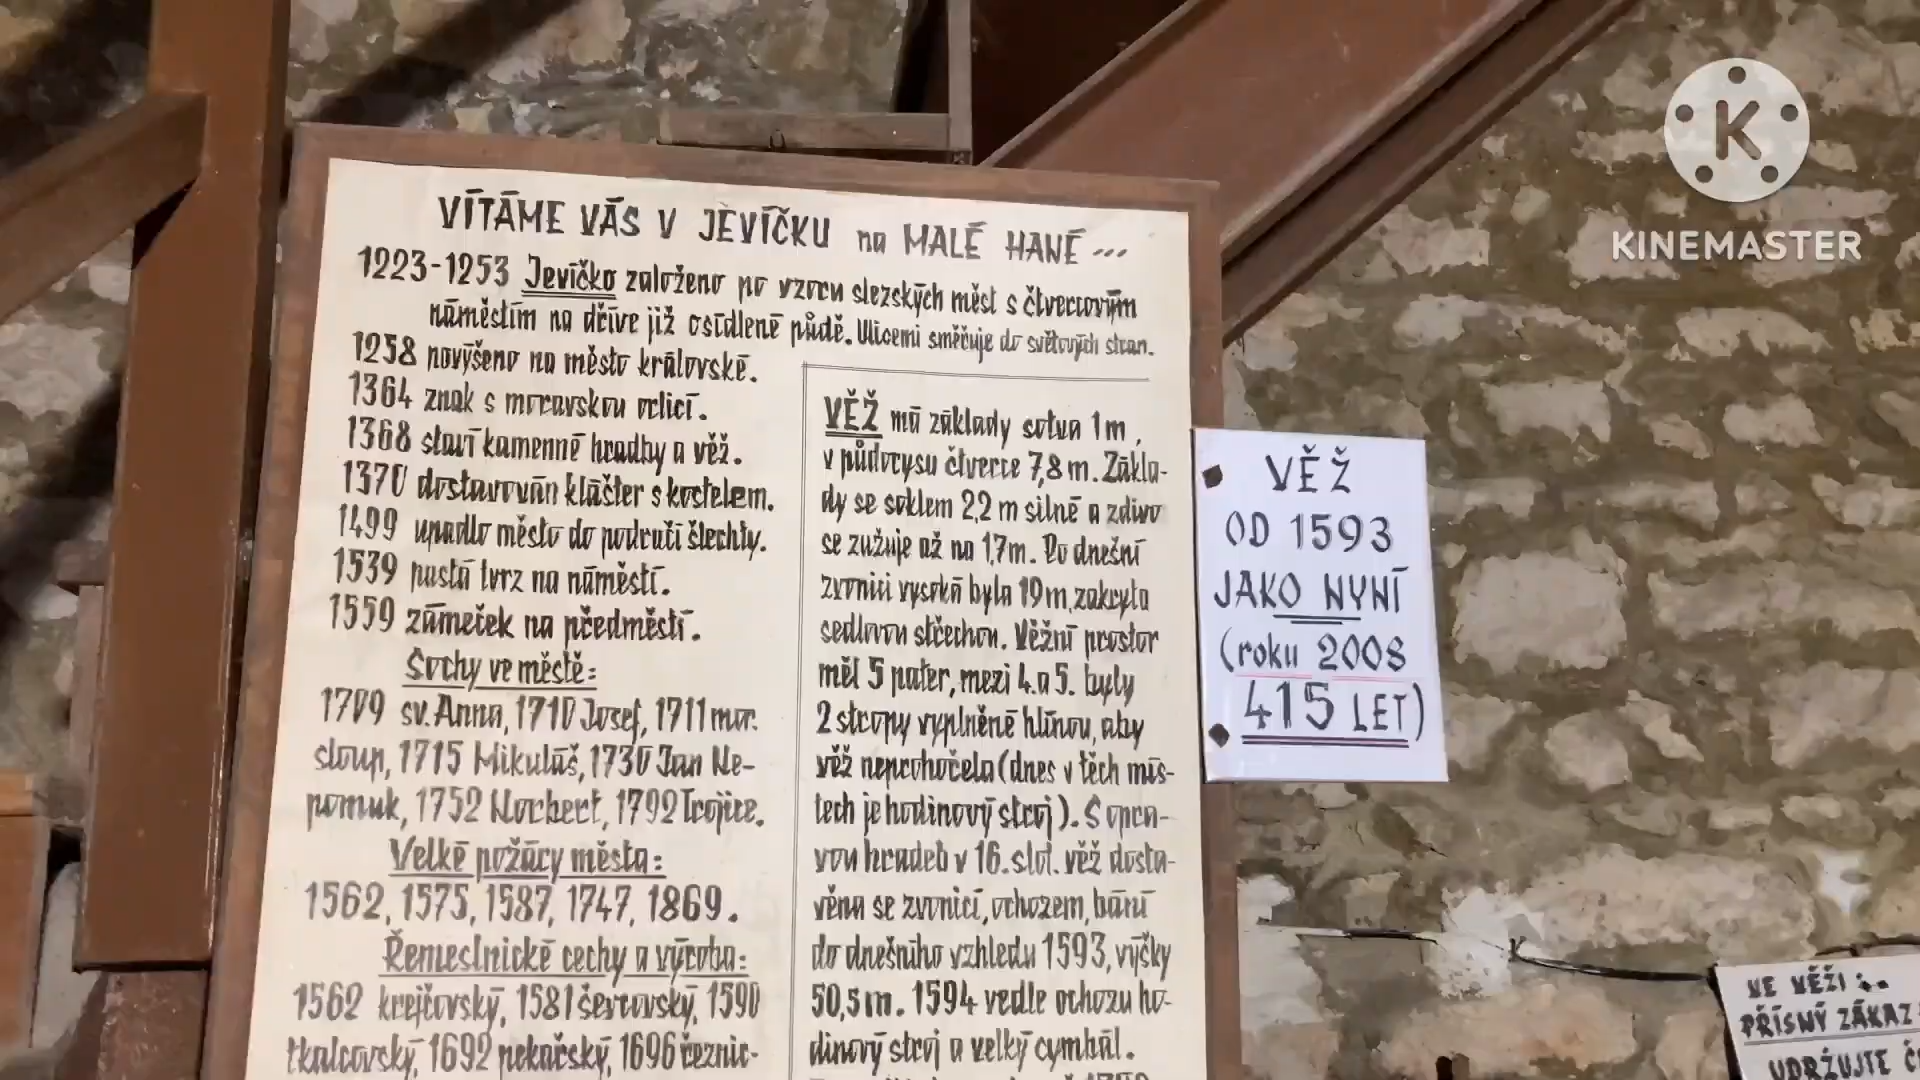 VÍTÁME VÁS V JEVÍČKU na MALÉ HANÉ...
1223-1253 Jevíčko založeno po vzoru slezských měst s čtvercovým
náměstím na dříve již osídlené půdě. Ulicemi směřuje do světových stran.
1258 povýšeno na město královské.
1364 znak s moravskou orlicí.
1368 staví kamenné hradby a věž.
1370 dostavován klášter s kostelem.
1499 upadlo město do područí šlechty.
1539 pustá tvrz na náměstí.
1559 zámeček na předměstí.
Sochy ve městě:
1709 sv. Anna, 1710 Josef, 1711 mor.
sloup, 1715 Mikuláš, 1730 Jan Ne-
pomuk, 1752 Norbert, 1792 Trojice.
Velké požáry města:
1562, 1575, 1587, 1747, 1869.
Řemeslnické cechy a výroba:
1562 krejčovský, 1581 ševcovský, 1590
tkalcovský, 1692 pekařský, 1696 řeznic-
VĚŽ má základy sotva 1m,
v půdorysu čtverce 7,8 m. Zákla-
dy se soklem 2,2 m silné a zdivo
se zužuje až na 1,7m. Po dnešní
zvonici vysoká byla 19 m, zakryta
sedlovou střechou. Věžní prostor
měl 5 pater, mezi 4. a 5. byly
2 stropy vyplněné hlínou, aby
věž neprohořela (dnes v těch mís-
tech je hodinový stroj). S opra-
vou hradeb v 16. stol. věž dosta-
věna se zvonicí, ochozem, bání
do dnešního vzhledu 1593, výšky
50,5 m. 1594 vedle ochozu ho-
dinový stroj a velký cymbál.
VĚŽ
OD 1593
JAKO NYNÍ
(roku 2008
415 LET)
VE VĚŽI
PŘÍSNÝ ZÁKAZ
UDRŽUJTE
KINEMASTER